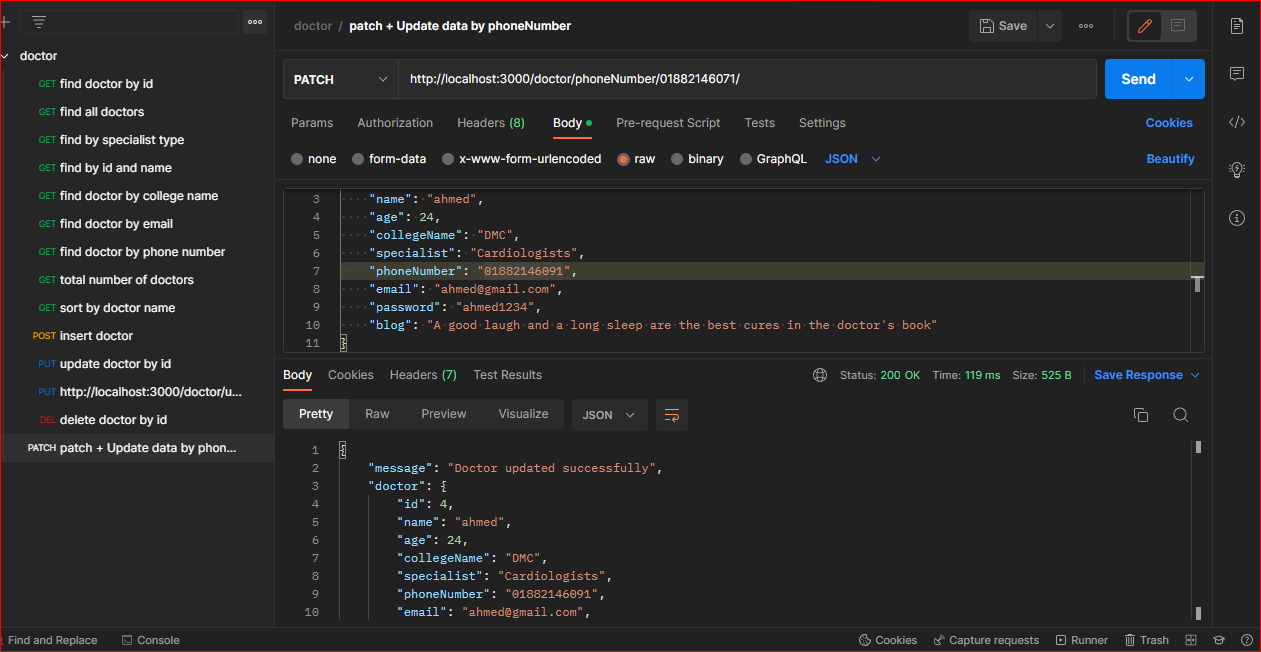 doctor / patch + Update data by phoneNumber
Save
doctor
GET find doctor by id
GET find all doctors
GET find by specialist type
GET find by id and name
GET find doctor by college name
GET find doctor by email
GET find doctor by phone number
GET total number of doctors
GET sort by doctor name
POST insert doctor
PUT update doctor by id
PUT http://localhost:3000/doctor/u...
DEL delete doctor by id
PATCH patch + Update data by phon...
PATCH http://localhost:3000/doctor/phoneNumber/01882146071/ Send
Params Authorization Headers (8) Body Pre-request Script Tests Settings Cookies
none form-data x-www-form-urlencoded raw binary GraphQL JSON Beautify
3 "name": "ahmed",
4 "age": 24,
5 "collegeName": "DMC",
6 "specialist": "Cardiologists",
7 "phoneNumber": "01882146091",
8 "email": "ahmed@gmail.com",
9 "password": "ahmed1234",
10 "blog": "A good laugh and a long sleep are the best cures in the doctor's book"
11 }
Body Cookies Headers (7) Test Results Status: 200 OK Time: 119 ms Size: 525 B Save Response
Pretty Raw Preview Visualize JSON
1 {
2 "message": "Doctor updated successfully",
3 "doctor": {
4 "id": 4,
5 "name": "ahmed",
6 "age": 24,
7 "collegeName": "DMC",
8 "specialist": "Cardiologists",
9 "phoneNumber": "01882146091",
10 "email": "ahmed@gmail.com",
Find and Replace Console Cookies Capture requests Runner Trash